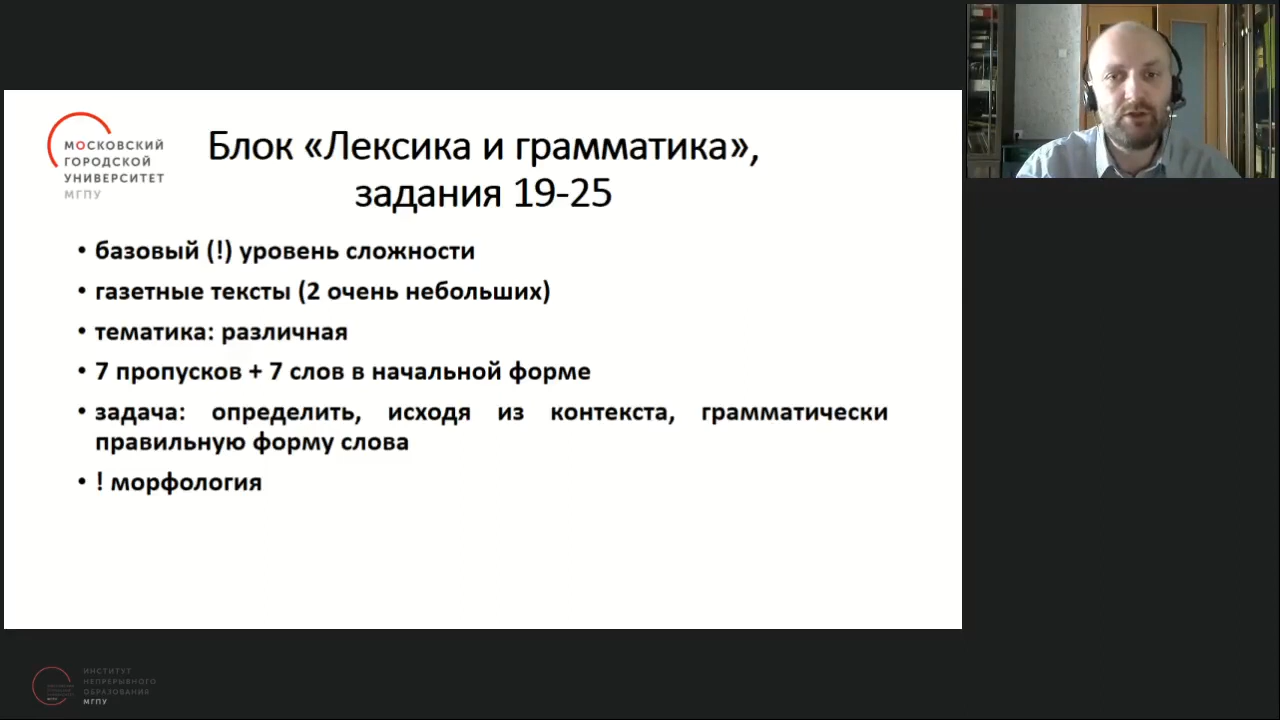 МОСКОВСКИЙ
ГОРОДСКОЙ
УНИВЕРСИТЕТ
МГПУ
Блок «Лексика и грамматика»,
задания 19-25
• базовый (!) уровень сложности
• газетные тексты (2 очень небольших)
• тематика: различная
• 7 пропусков + 7 слов в начальной форме
• задача: определить, исходя из контекста, грамматически
правильную форму слова
• ! морфология
ИНСТИТУТ
НЕПРЕРЫВНОГО
ОБРАЗОВАНИЯ
МГПУ